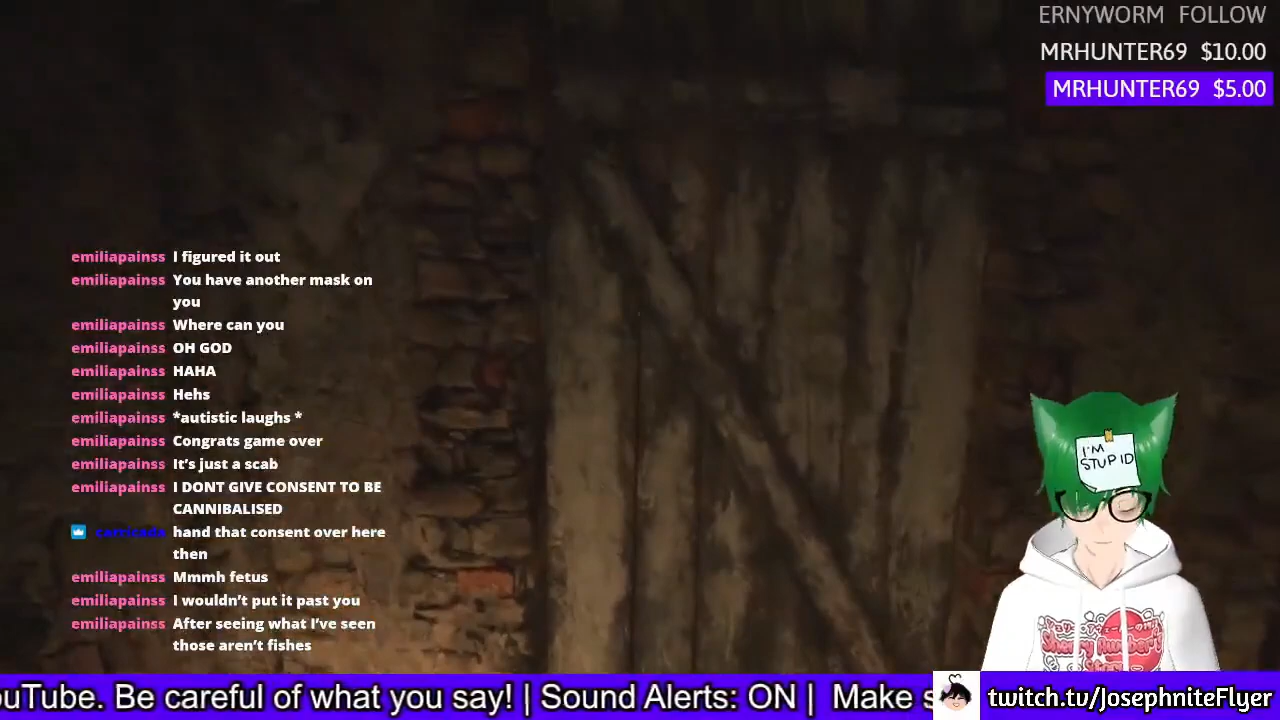 ERNYWORM FOLLOW
MRHUNTER69 $10.00
MRHUNTER69 $5.00
emiliapainss I figured it out
emiliapainss You have another mask on
you
emiliapainss Where can you
emiliapainss OH GOD
emiliapainss HAHA
emiliapainss Hehs
emiliapainss *autistic laughs *
emiliapainss Congrats game over
emiliapainss It's just a scab
emiliapainss I DONT GIVE CONSENT TO BE
CANNIBALISED
hand that consent over here
then
emiliapainss Mmmh fetus
emiliapainss I wouldn't put it past you
emiliapainss After seeing what I've seen
those aren't fishes
I'M
STUPID
ouTube. Be careful of what you say! | Sound Alerts: ON | Make s
twitch.tv/JosephniteFlyer